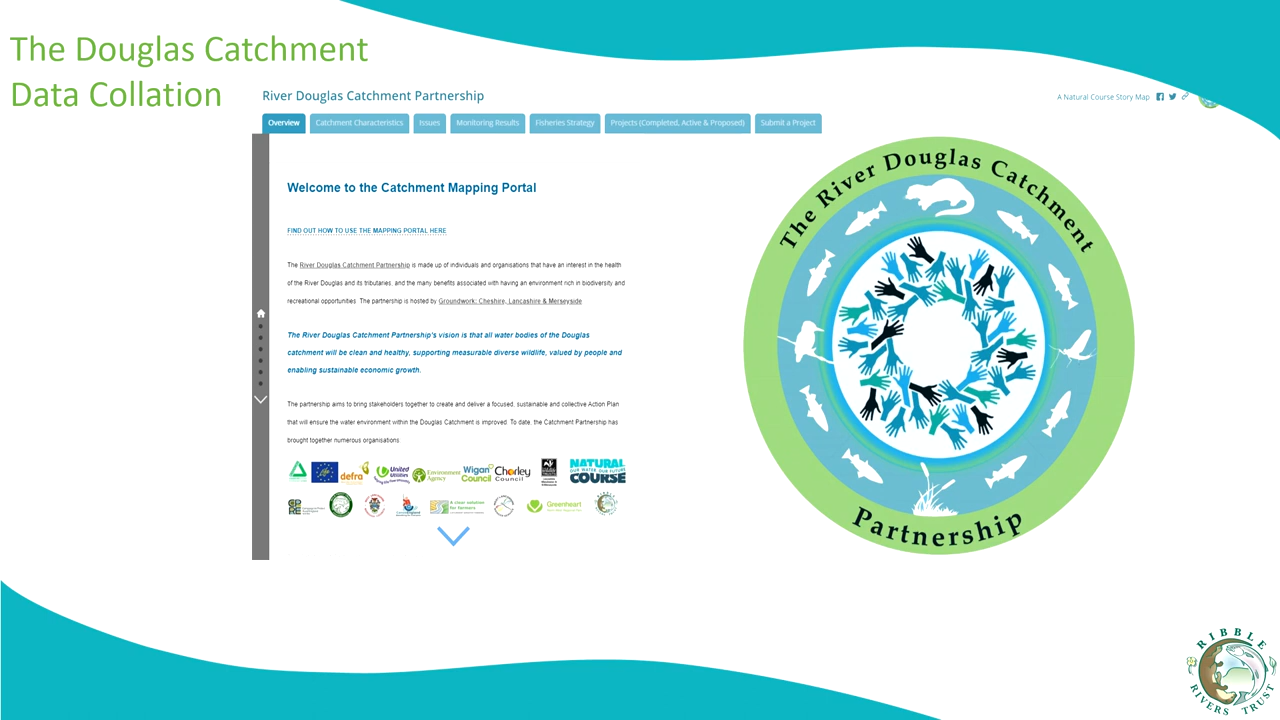 The Douglas Catchment
Data Collation
River Douglas Catchment Partnership
A Natural Course Story Map
Overview
Catchment Characteristics
Issues
Monitoring Results
Fisheries Strategy
Projects (Completed, Active & Proposed)
Submit a Project
Welcome to the Catchment Mapping Portal
FIND OUT HOW TO USE THE MAPPING PORTAL HERE
The River Douglas Catchment Partnership is made up of individuals and organisations that have an interest in the health
of the River Douglas and its tributaries, and the many benefits associated with having an environment rich in biodiversity and
recreational opportunities. The partnership is hosted by Groundwork: Cheshire, Lancashire & Merseyside
The River Douglas Catchment Partnership's vision is that all water bodies of the Douglas
catchment will be clean and healthy, supporting measurable diverse wildlife, valued by people and
enabling sustainable economic growth.
The partnership aims to bring stakeholders together to create and deliver a focused, sustainable and collective Action Plan
that will ensure the water environment within the Douglas Catchment is improved. To date, the Catchment Partnership has
brought together numerous organisations
defra
United
Utilities
Environment
Agency
Wigan
Council
Chorley
Council
NATURAL
OUR WATER. OUR FUTURE
COURSE
A clear solution
for farmers
Greenheart
The River Douglas Catchment
Partnership
RIBBLE
RIVERS TRUST